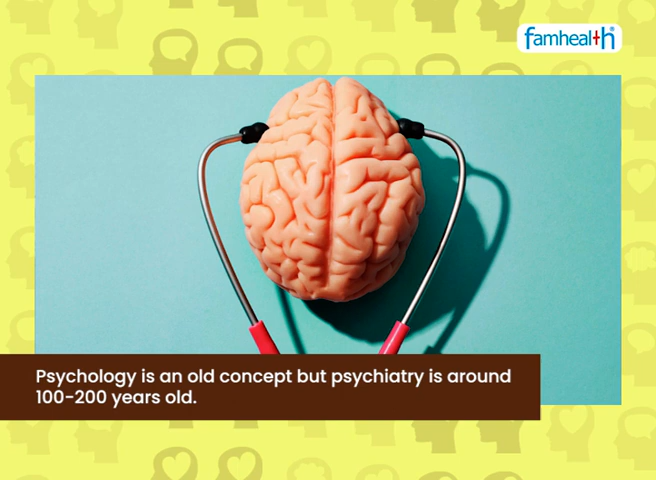 famhealth®
Psychology is an old concept but psychiatry is around
100-200 years old.